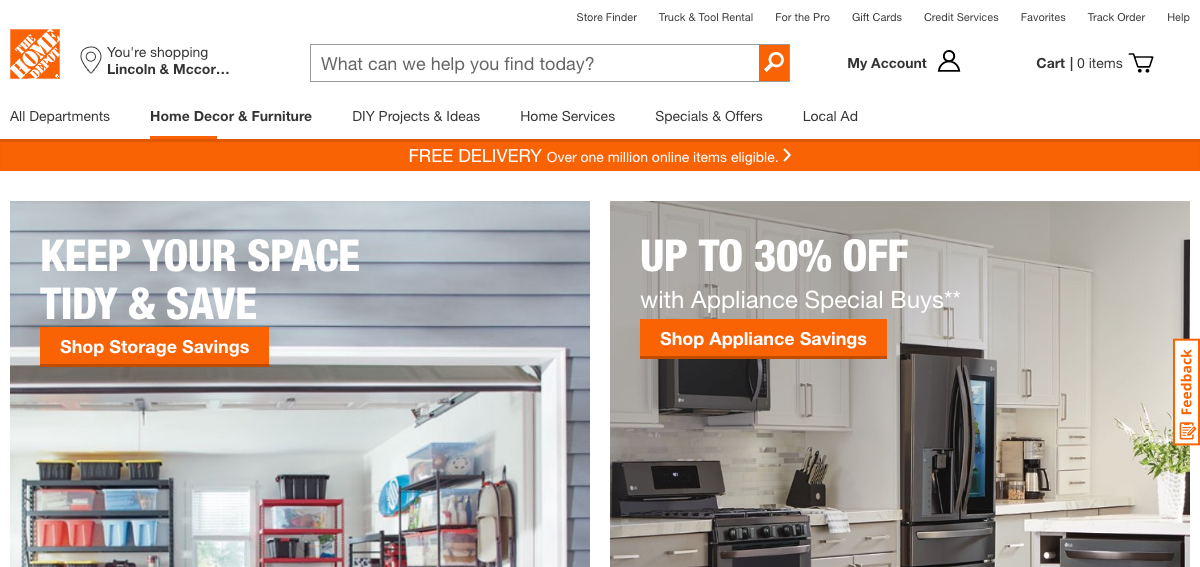 Store Finder Truck & Tool Rental For the Pro Gift Cards Credit Services Favorites Track Order Help
THE HOME DEPOT
You're shopping
Lincoln & Mccor...
What can we help you find today?
My Account
Cart | 0 items
All Departments Home Decor & Furniture DIY Projects & Ideas Home Services Specials & Offers Local Ad
FREE DELIVERY Over one million online items eligible.
KEEP YOUR SPACE
TIDY & SAVE
Shop Storage Savings
UP TO 30% OFF
with Appliance Special Buys**
Shop Appliance Savings
Feedback